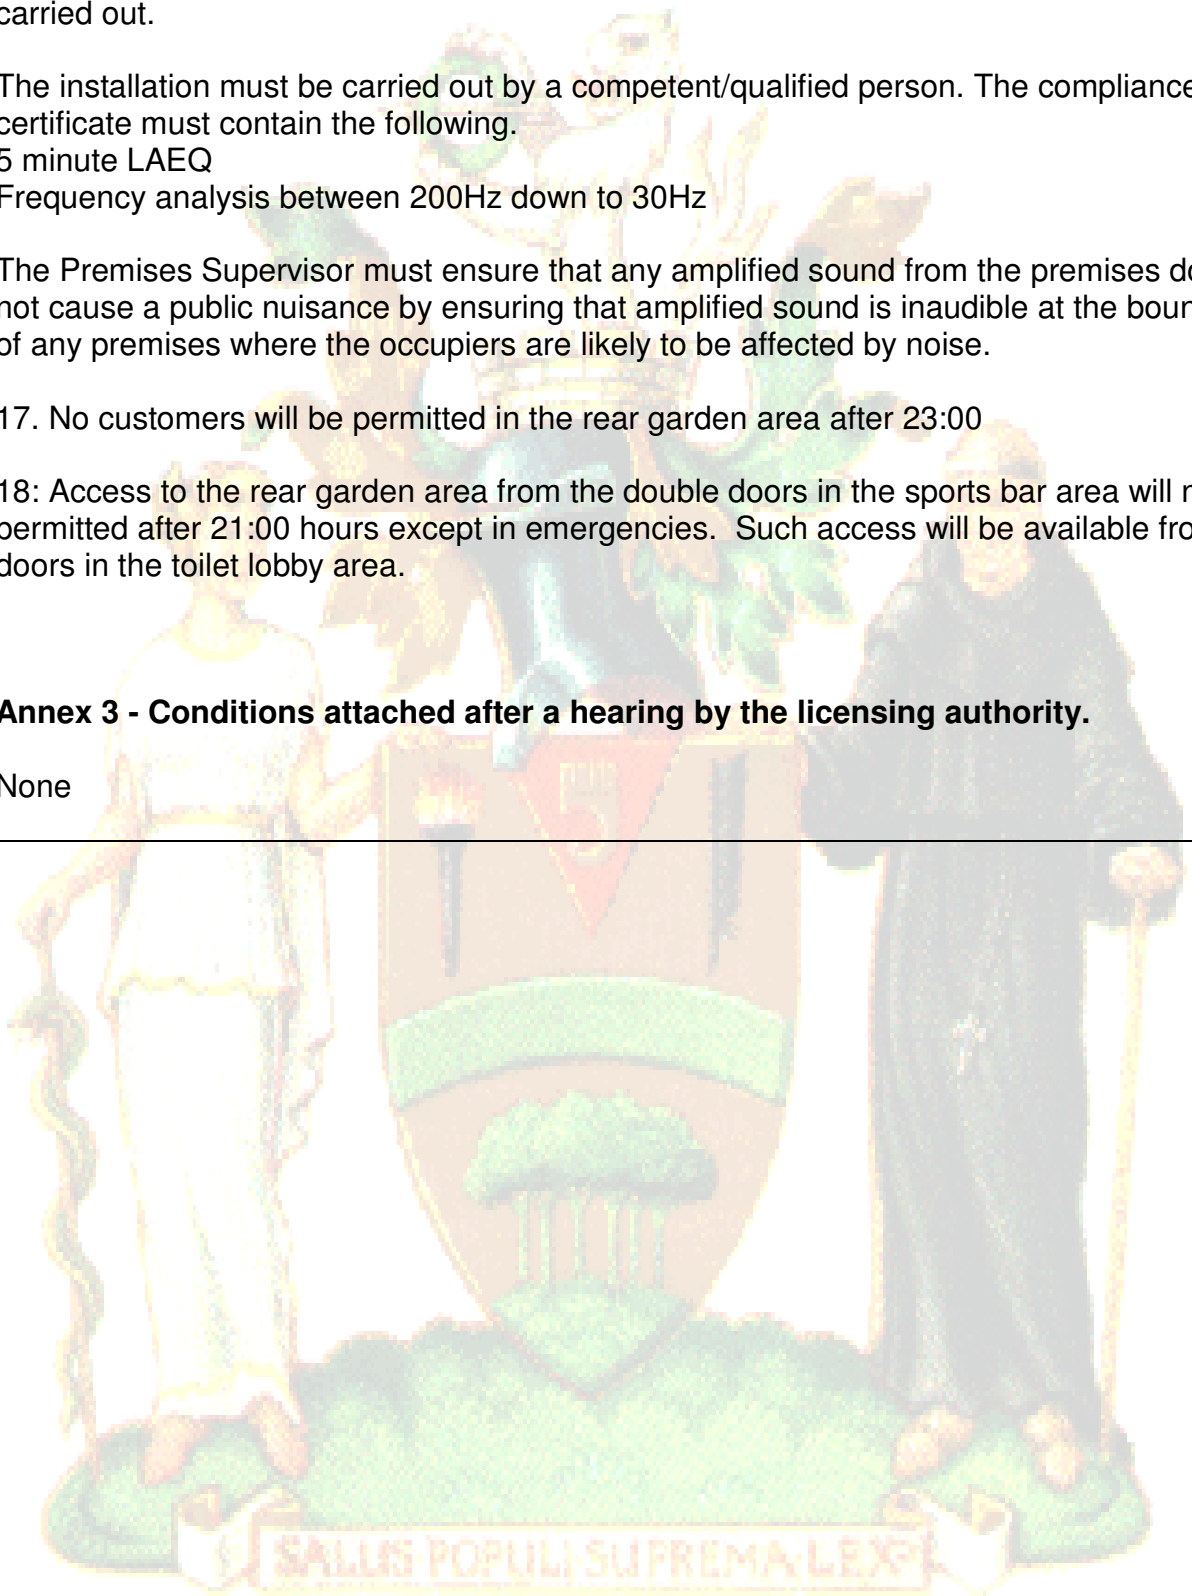 carried out.
The installation must be carried out by a competent/qualified person. The compliance
certificate must contain the following.
5 minute LAEQ
Frequency analysis between 200Hz down to 30Hz
The Premises Supervisor must ensure that any amplified sound from the premises do
not cause a public nuisance by ensuring that amplified sound is inaudible at the boun
of any premises where the occupiers are likely to be affected by noise.
17. No customers will be permitted in the rear garden area after 23:00
18: Access to the rear garden area from the double doors in the sports bar area will n
permitted after 21:00 hours except in emergencies.  Such access will be available fro
doors in the toilet lobby area.
Annex 3 - Conditions attached after a hearing by the licensing authority.
None
SALUS POPULI SUPREMA LEX